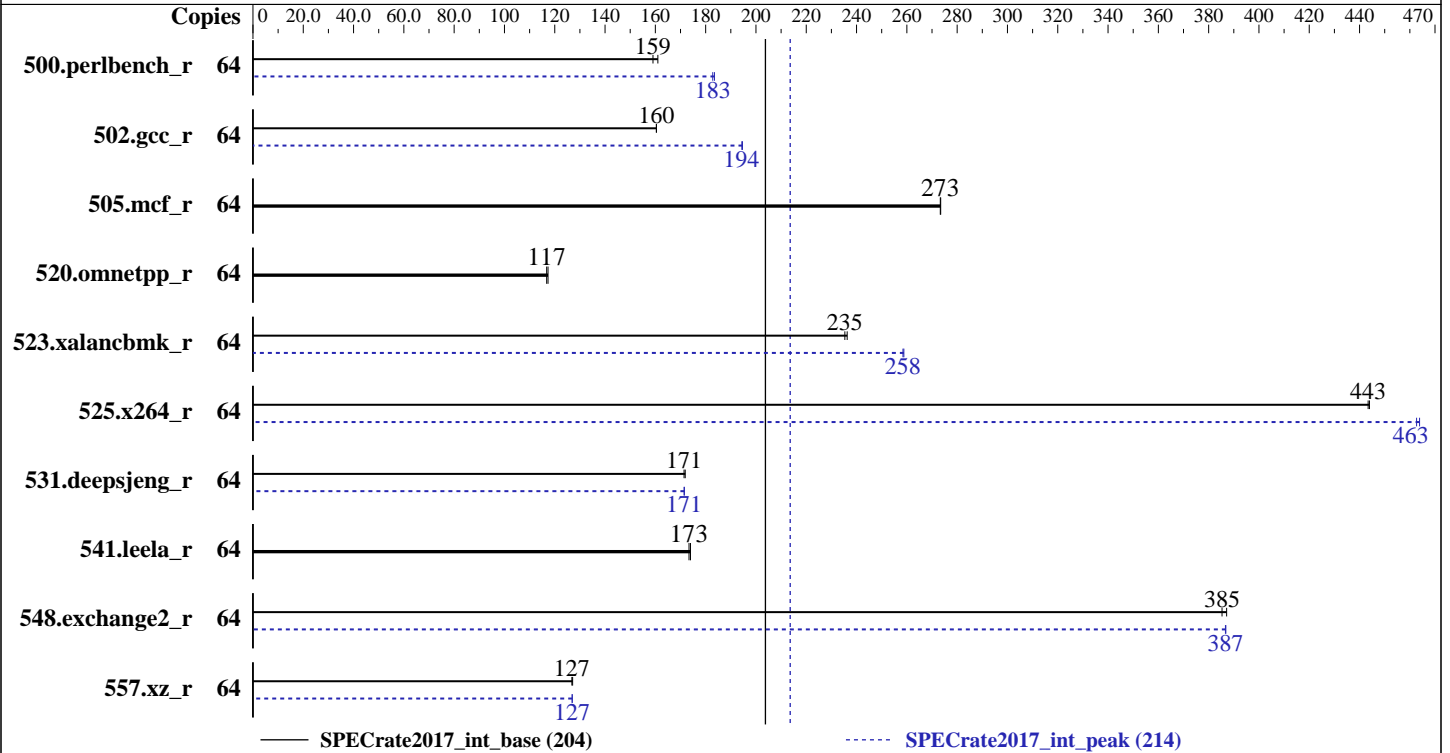 Copies 0 20.0 40.0 60.0 80.0 100 120 140 160 180 200 220 240 260 280 300 320 340 360 380 400 420 440 470
159
500.perlbench_r 64
183
160
502.gcc_r 64
194
273
505.mcf_r 64
117
520.omnetpp_r 64
235
523.xalancbmk_r 64
258
443
525.x264_r 64
463
171
531.deepsjeng_r 64
171
173
541.leela_r 64
385
548.exchange2_r 64
387
127
557.xz_r 64
127
SPECrate2017_int_base (204) SPECrate2017_int_peak (214)